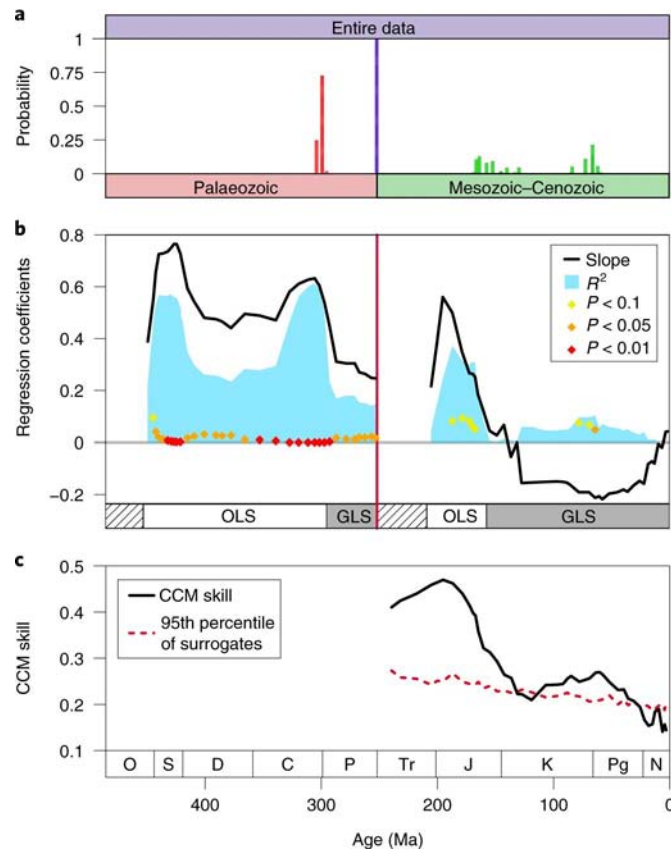 a
Entire data
Probability
1
0.75
0.5
0.25
0
Palaeozoic
Mesozoic–Cenozoic
b
Regression coefficients
0.8
0.6
0.4
0.2
0
−0.2
Slope
R²
P < 0.1
P < 0.05
P < 0.01
OLS
GLS
OLS
GLS
c
CCM skill
0.5
0.4
0.3
0.2
0.1
CCM skill
95th percentile
of surrogates
O S D C P Tr J K Pg N
400 300 200 100 0
Age (Ma)